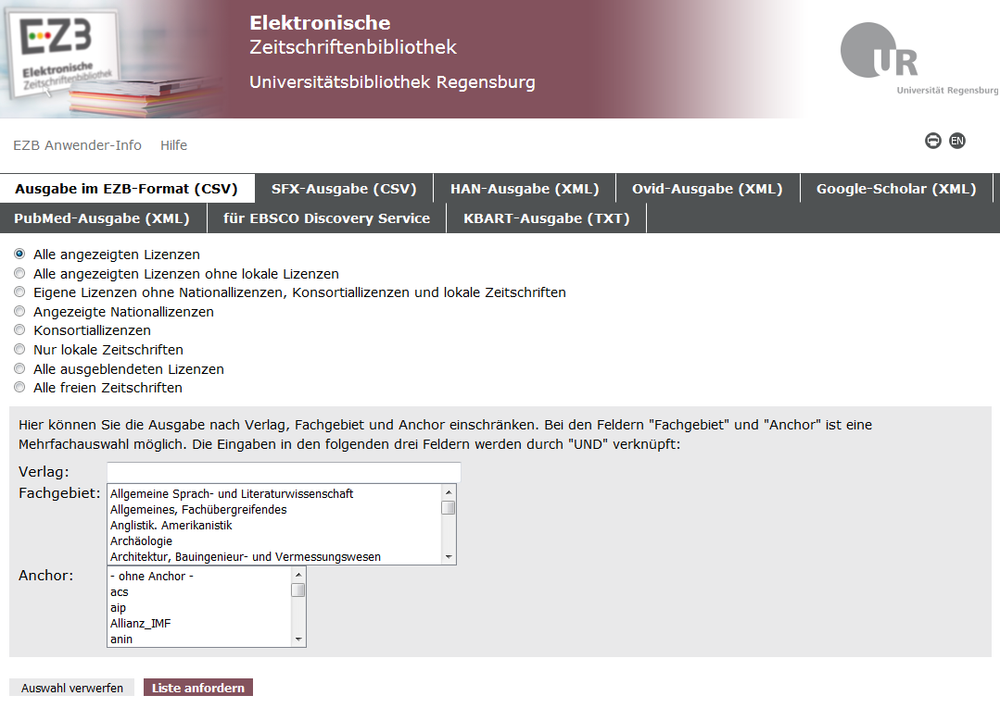 EZB
Elektronische
Zeitschriftenbibliothek
Elektronische
Zeitschriftenbibliothek
Universitätsbibliothek Regensburg
UR
Universität Regensburg
EZB Anwender-Info Hilfe
EN
Ausgabe im EZB-Format (CSV) SFX-Ausgabe (CSV) HAN-Ausgabe (XML) Ovid-Ausgabe (XML) Google-Scholar (XML)
PubMed-Ausgabe (XML) für EBSCO Discovery Service KBART-Ausgabe (TXT)
Alle angezeigten Lizenzen
Alle angezeigten Lizenzen ohne lokale Lizenzen
Eigene Lizenzen ohne Nationallizenzen, Konsortiallizenzen und lokale Zeitschriften
Angezeigte Nationallizenzen
Konsortiallizenzen
Nur lokale Zeitschriften
Alle ausgeblendeten Lizenzen
Alle freien Zeitschriften
Hier können Sie die Ausgabe nach Verlag, Fachgebiet und Anchor einschränken. Bei den Feldern "Fachgebiet" und "Anchor" ist eine
Mehrfachauswahl möglich. Die Eingaben in den folgenden drei Feldern werden durch "UND" verknüpft:
Verlag:
Fachgebiet: Allgemeine Sprach- und Literaturwissenschaft
Allgemeines, Fachübergreifendes
Anglistik. Amerikanistik
Archäologie
Architektur, Bauingenieur- und Vermessungswesen
Anchor: - ohne Anchor -
acs
aip
Allianz_IMF
anin
Auswahl verwerfen Liste anfordern